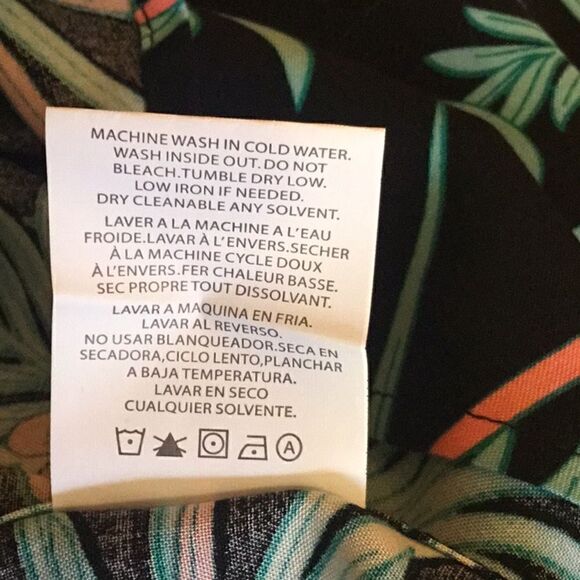 MACHINE WASH IN COLD WATER.
WASH INSIDE OUT. DO NOT
BLEACH.TUMBLE DRY LOW.
LOW IRON IF NEEDED.
DRY CLEANABLE ANY SOLVENT.
LAVER A LA MACHINE A L'EAU
FROIDE.LAVAR À L'ENVERS.SECHER
À LA MACHINE CYCLE DOUX
À L'ENVERS.FER CHALEUR BASSE.
SEC PROPRE TOUT DISSOLVANT.
LAVAR A MAQUINA EN FRIA.
LAVAR AL REVERSO.
NO USAR BLANQUEADOR.SECA EN
SECADORA,CICLO LENTO,PLANCHAR
A BAJA TEMPERATURA.
LAVAR EN SECO
CUALQUIER SOLVENTE.
A